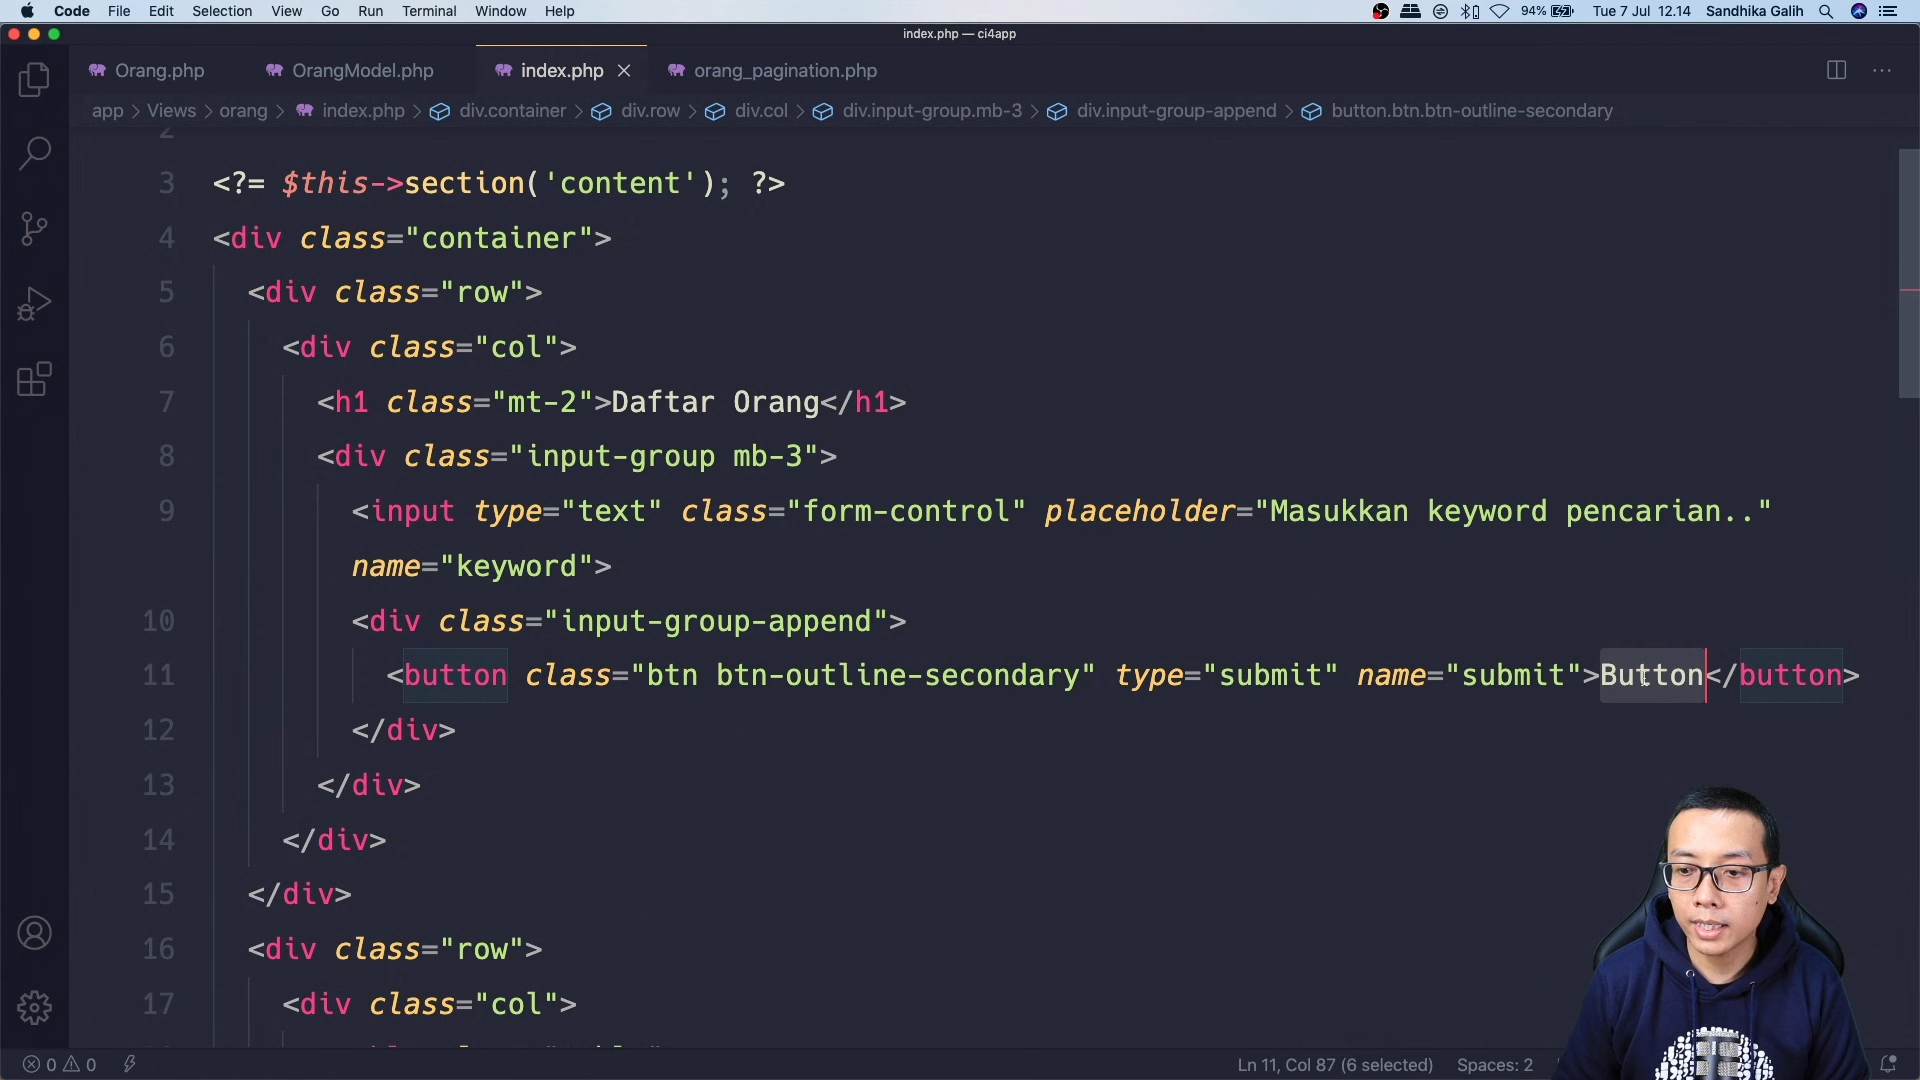 Code File Edit Selection View Go Run Terminal Window Help 94% Tue 7 Jul 12.14 Sandhika Galih
index.php — ci4app
Orang.php OrangModel.php index.php orang_pagination.php
app > Views > orang > index.php > div.container > div.row > div.col > div.input-group.mb-3 > div.input-group-append > button.btn.btn-outline-secondary
2
3 <?= $this->section('content'); ?>
4 <div class="container">
5 <div class="row">
6 <div class="col">
7 <h1 class="mt-2">Daftar Orang</h1>
8 <div class="input-group mb-3">
9 <input type="text" class="form-control" placeholder="Masukkan keyword pencarian.."
name="keyword">
10 <div class="input-group-append">
11 <button class="btn btn-outline-secondary" type="submit" name="submit">Button</button>
12 </div>
13 </div>
14 </div>
15 </div>
16 <div class="row">
17 <div class="col">
0 0 Ln 11, Col 87 (6 selected) Spaces: 2